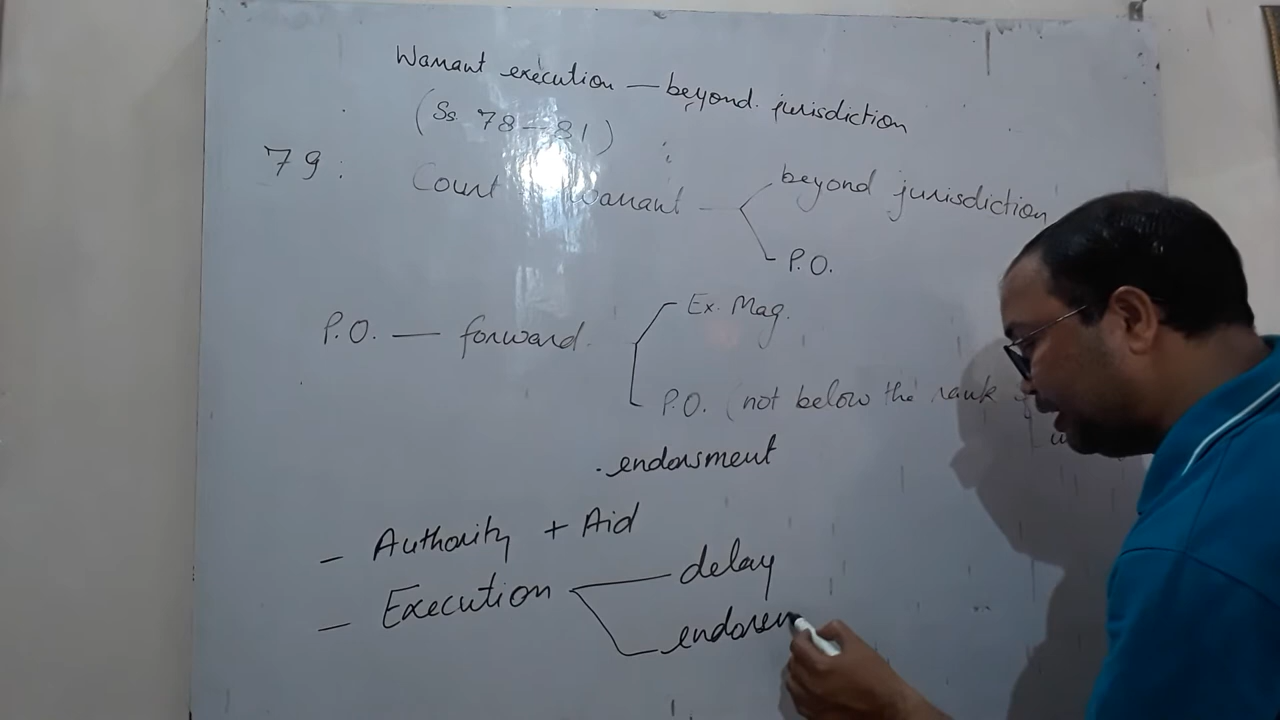 Warrant execution — beyond jurisdiction
(Ss. 78 – 81)
79: Court Warrant — beyond jurisdiction
P.O.
P.O. — forward. Ex. Mag.
P.O. (not below the rank
. endorsment
– Authority + Aid
– Execution delay
endorsem